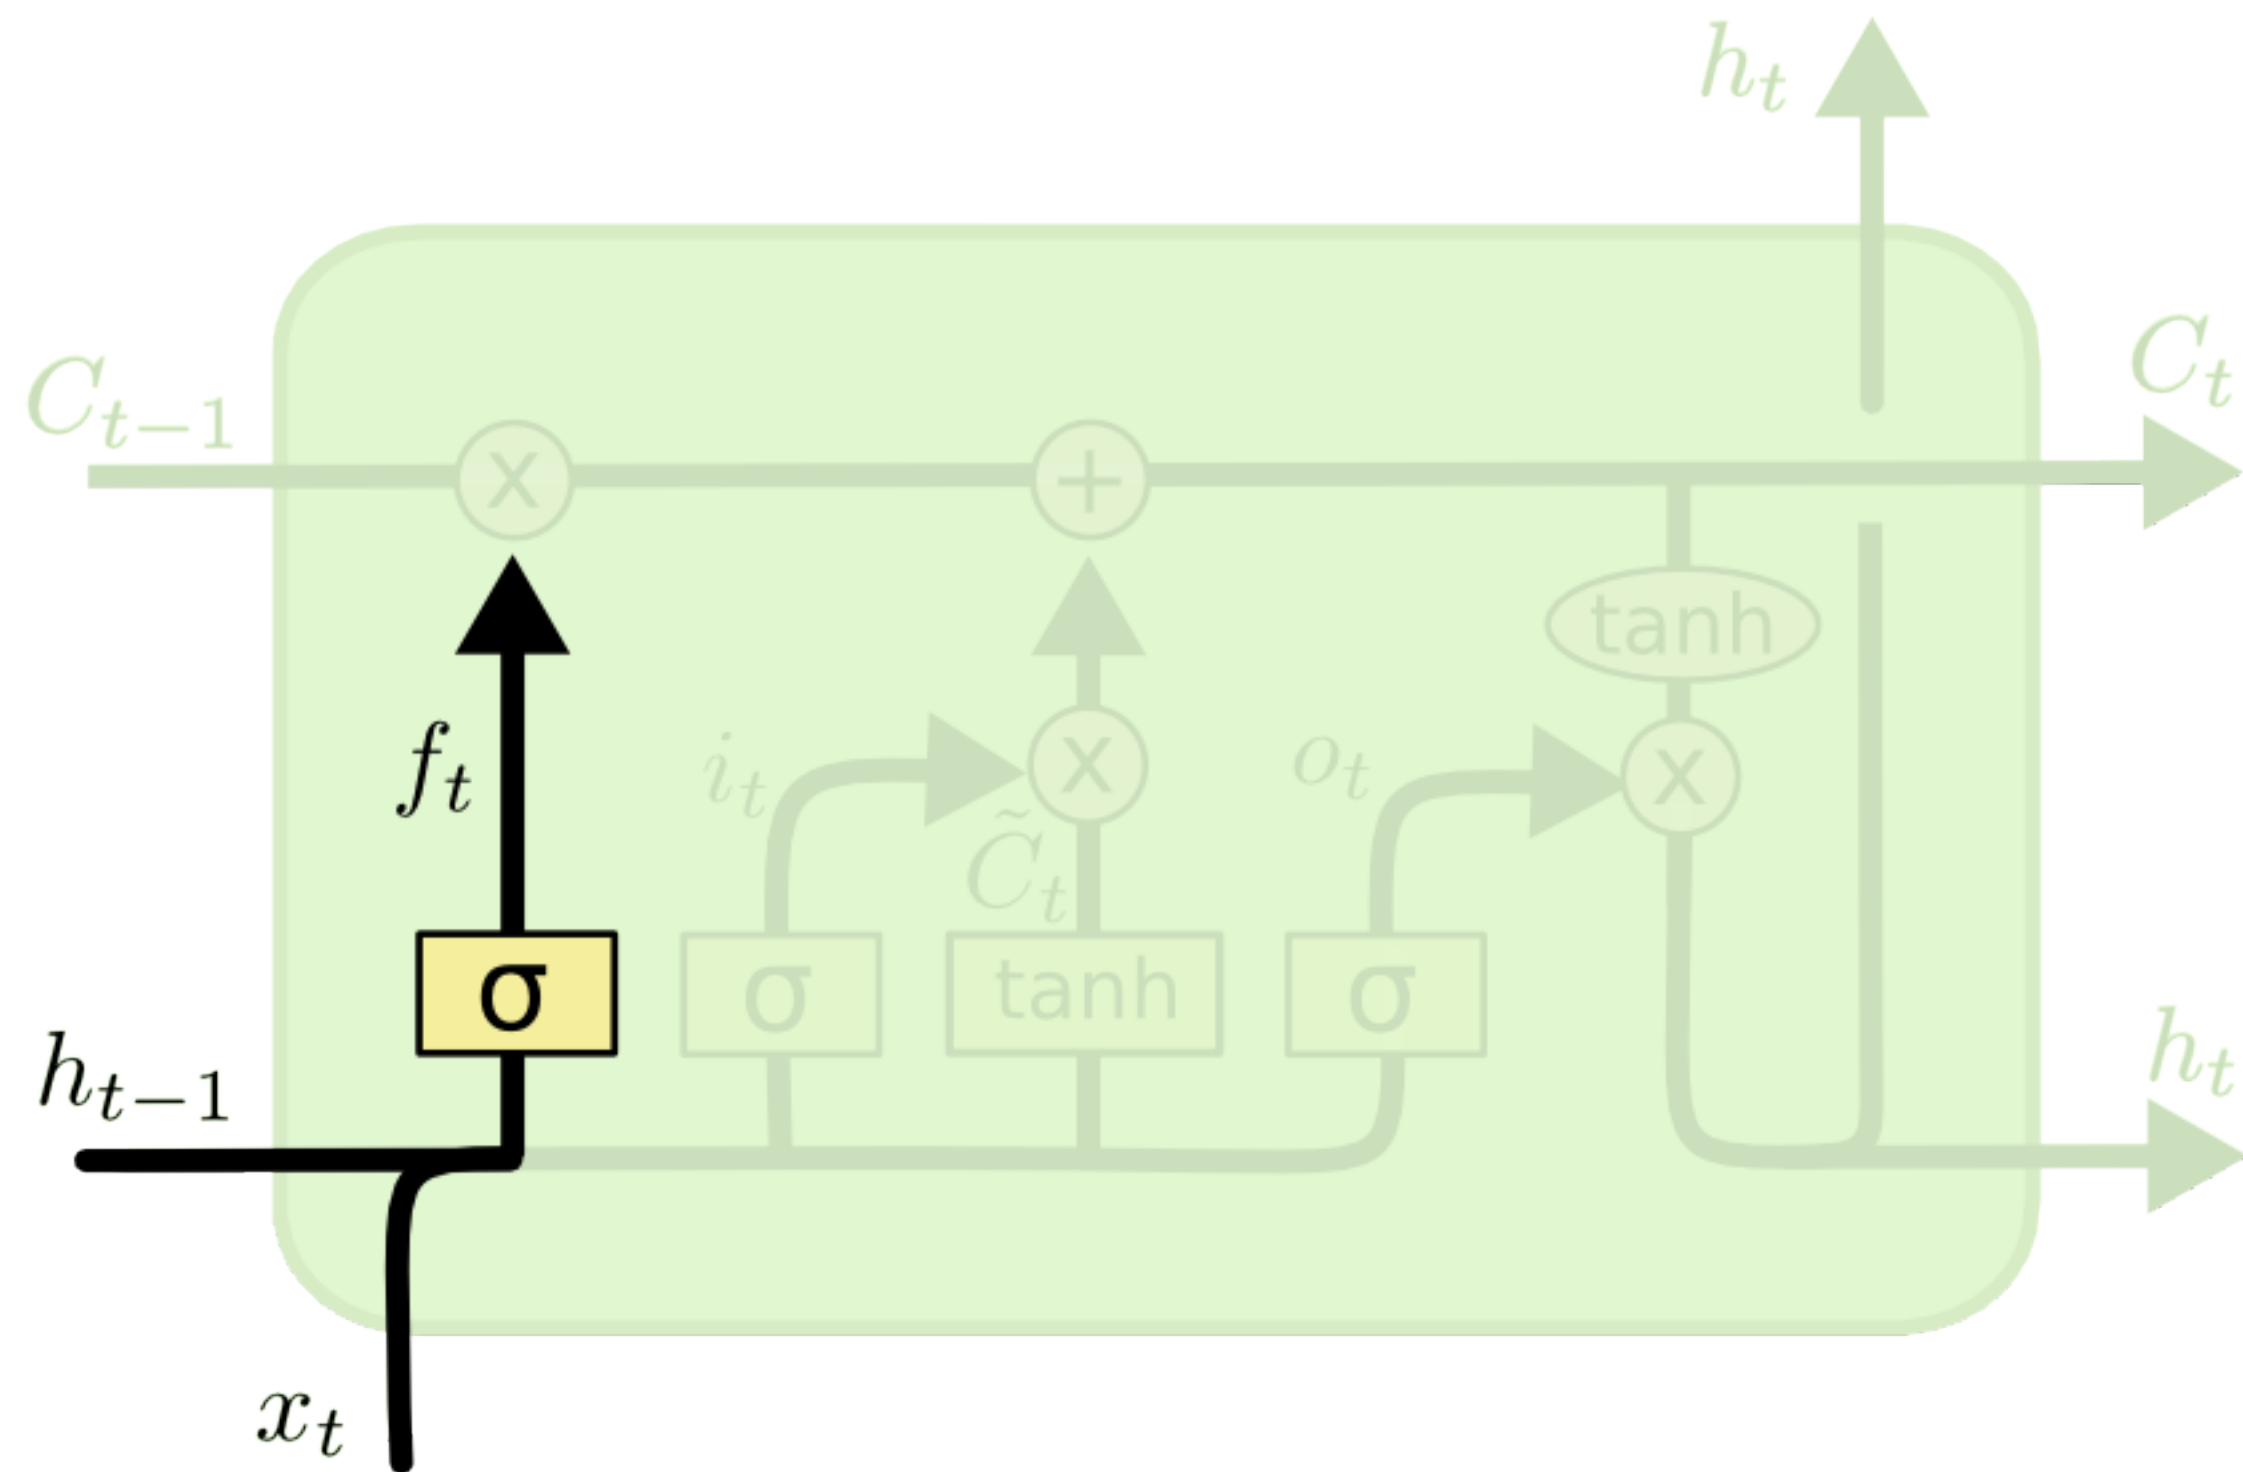 h_t
C_{t-1}
C_t
x
+
tanh
f_t
i_t
x
o_t
x
C̃_t
σ
σ
tanh
σ
h_{t-1}
h_t
x_t